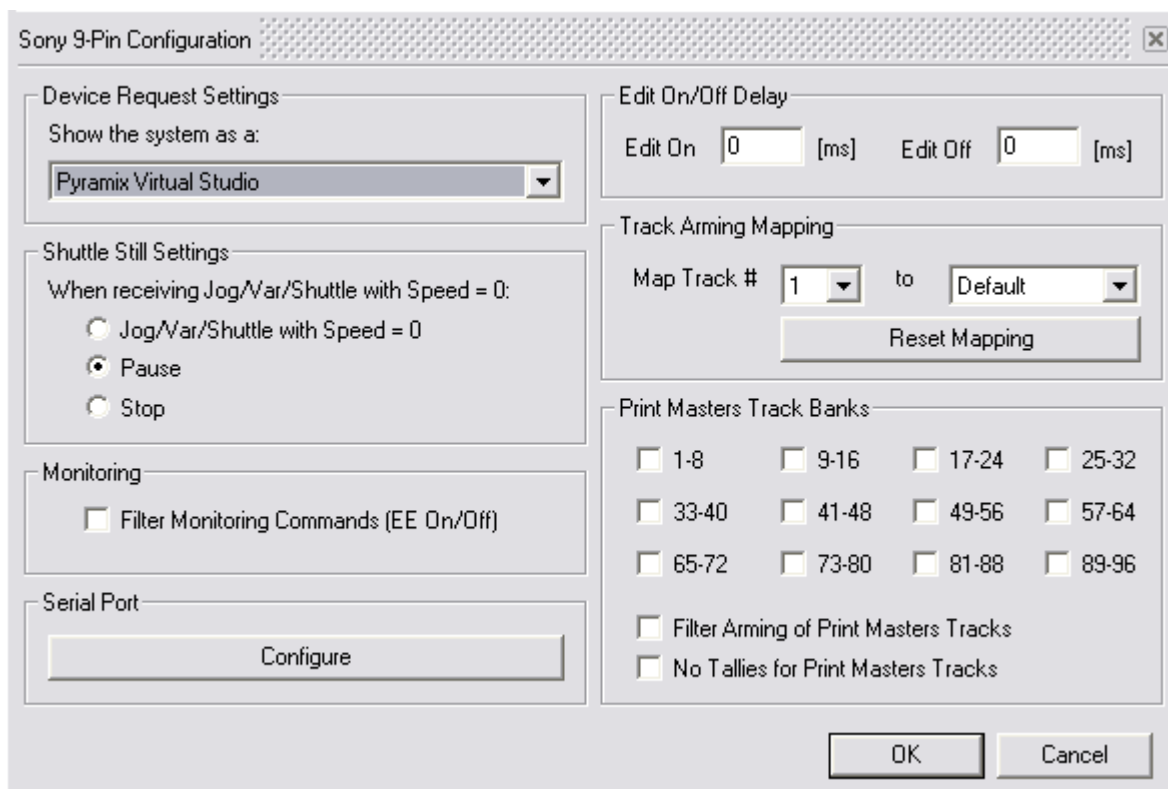 Sony 9-Pin Configuration
Device Request Settings
Show the system as a:
Pyramix Virtual Studio
Shuttle Still Settings
When receiving Jog/Var/Shuttle with Speed = 0:
Jog/Var/Shuttle with Speed = 0
Pause
Stop
Monitoring
Filter Monitoring Commands (EE On/Off)
Serial Port
Configure
Edit On/Off Delay
Edit On 0 [ms] Edit Off 0 [ms]
Track Arming Mapping
Map Track # 1 to Default
Reset Mapping
Print Masters Track Banks
1-8 9-16 17-24 25-32
33-40 41-48 49-56 57-64
65-72 73-80 81-88 89-96
Filter Arming of Print Masters Tracks
No Tallies for Print Masters Tracks
OK Cancel